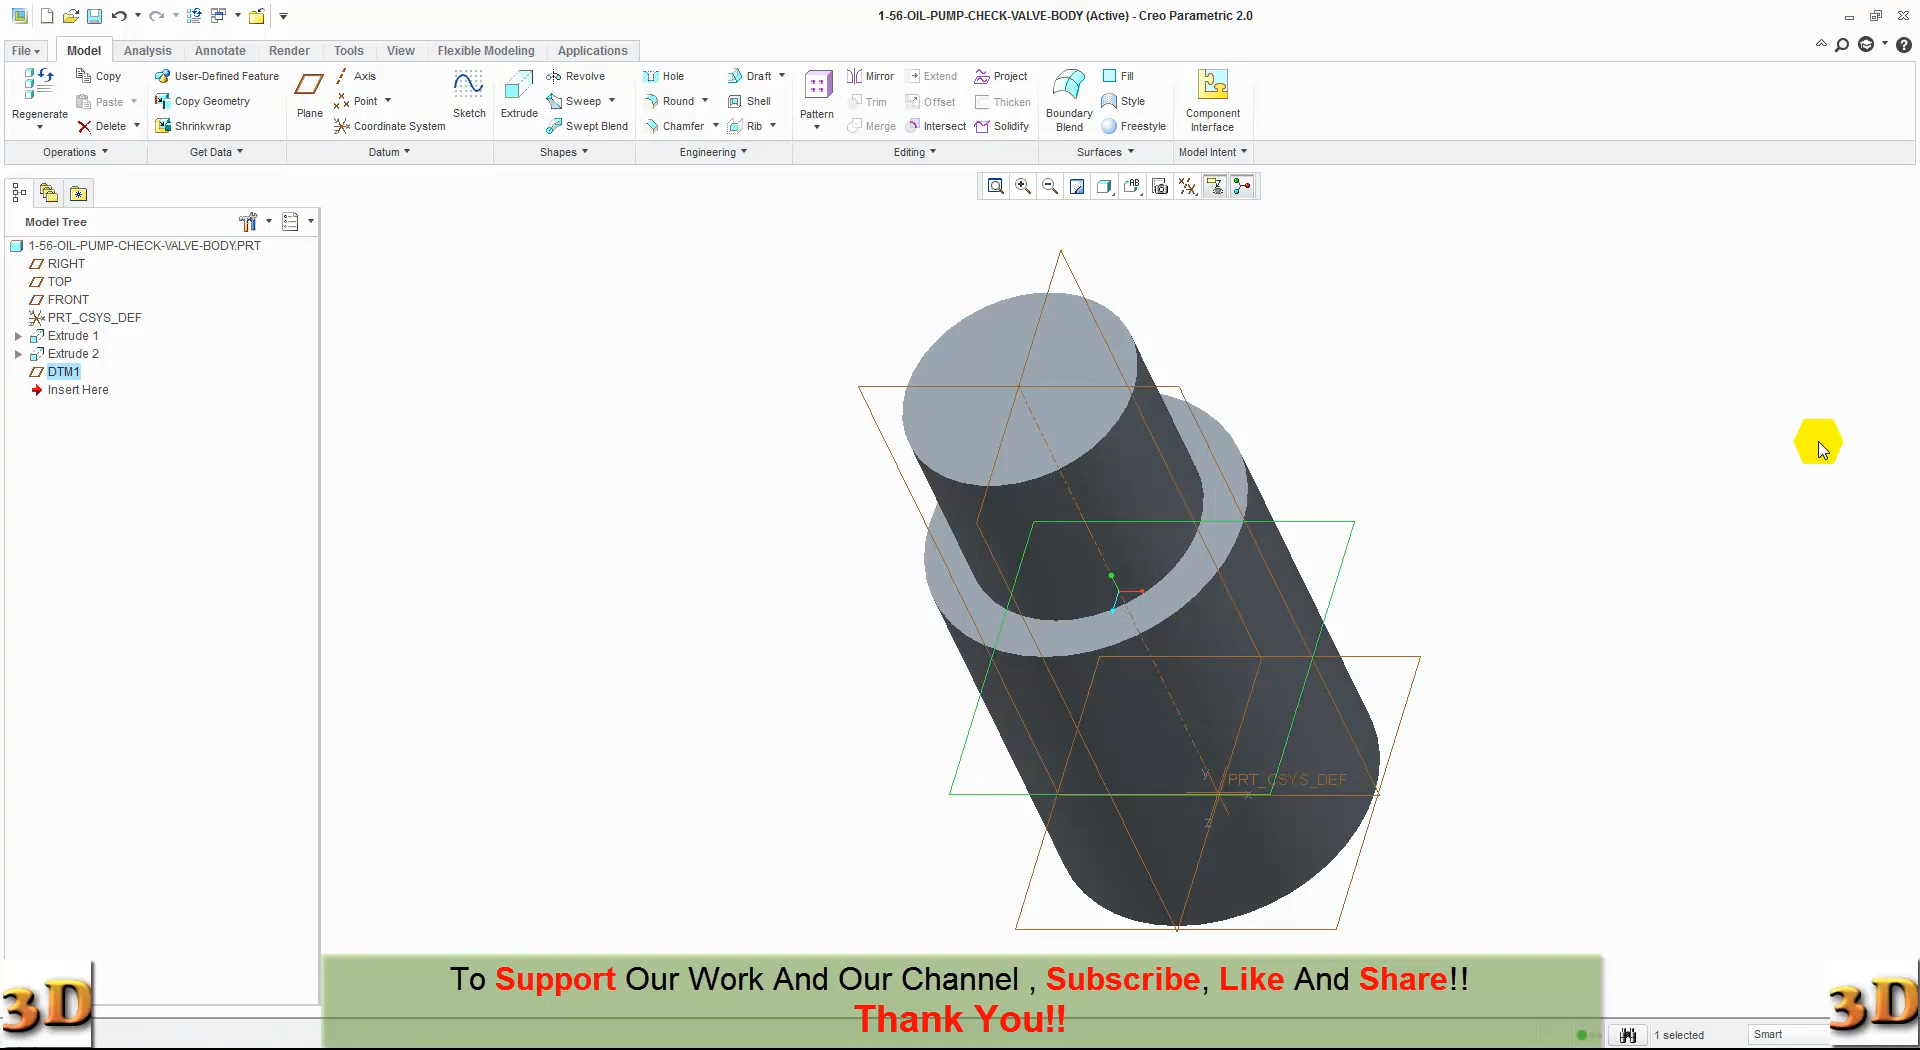 1-56-OIL-PUMP-CHECK-VALVE-BODY (Active) - Creo Parametric 2.0
File Model Analysis Annotate Render Tools View Flexible Modeling Applications
Regenerate
Copy
Paste
Delete
User-Defined Feature
Copy Geometry
Shrinkwrap
Plane
Axis
Point
Coordinate System
Sketch
Extrude
Revolve
Sweep
Swept Blend
Hole
Round
Chamfer
Draft
Shell
Rib
Pattern
Mirror
Trim
Merge
Extend
Offset
Intersect
Project
Thicken
Solidify
Boundary
Blend
Fill
Style
Freestyle
Component
Interface
Operations Get Data Datum Shapes Engineering Editing Surfaces Model Intent
Model Tree
1-56-OIL-PUMP-CHECK-VALVE-BODY.PRT
RIGHT
TOP
FRONT
PRT_CSYS_DEF
Extrude 1
Extrude 2
DTM1
Insert Here
Y
PRT_CSYS_DEF
X
Z
To Support Our Work And Our Channel , Subscribe, Like And Share!!
Thank You!!
3D
3D
1 selected
Smart